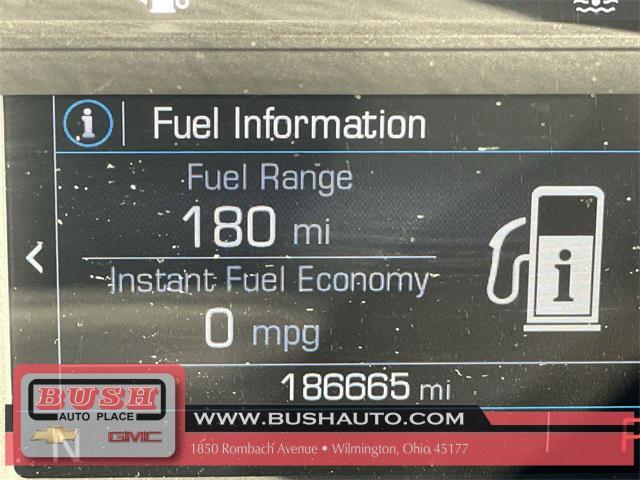 Fuel Information
Fuel Range
180 mi
Instant Fuel Economy
0 mpg
186665 mi
BUSH
AUTO PLACE
GMC
WWW.BUSHAUTO.COM
1850 Rombach Avenue • Wilmington, Ohio 45177
N